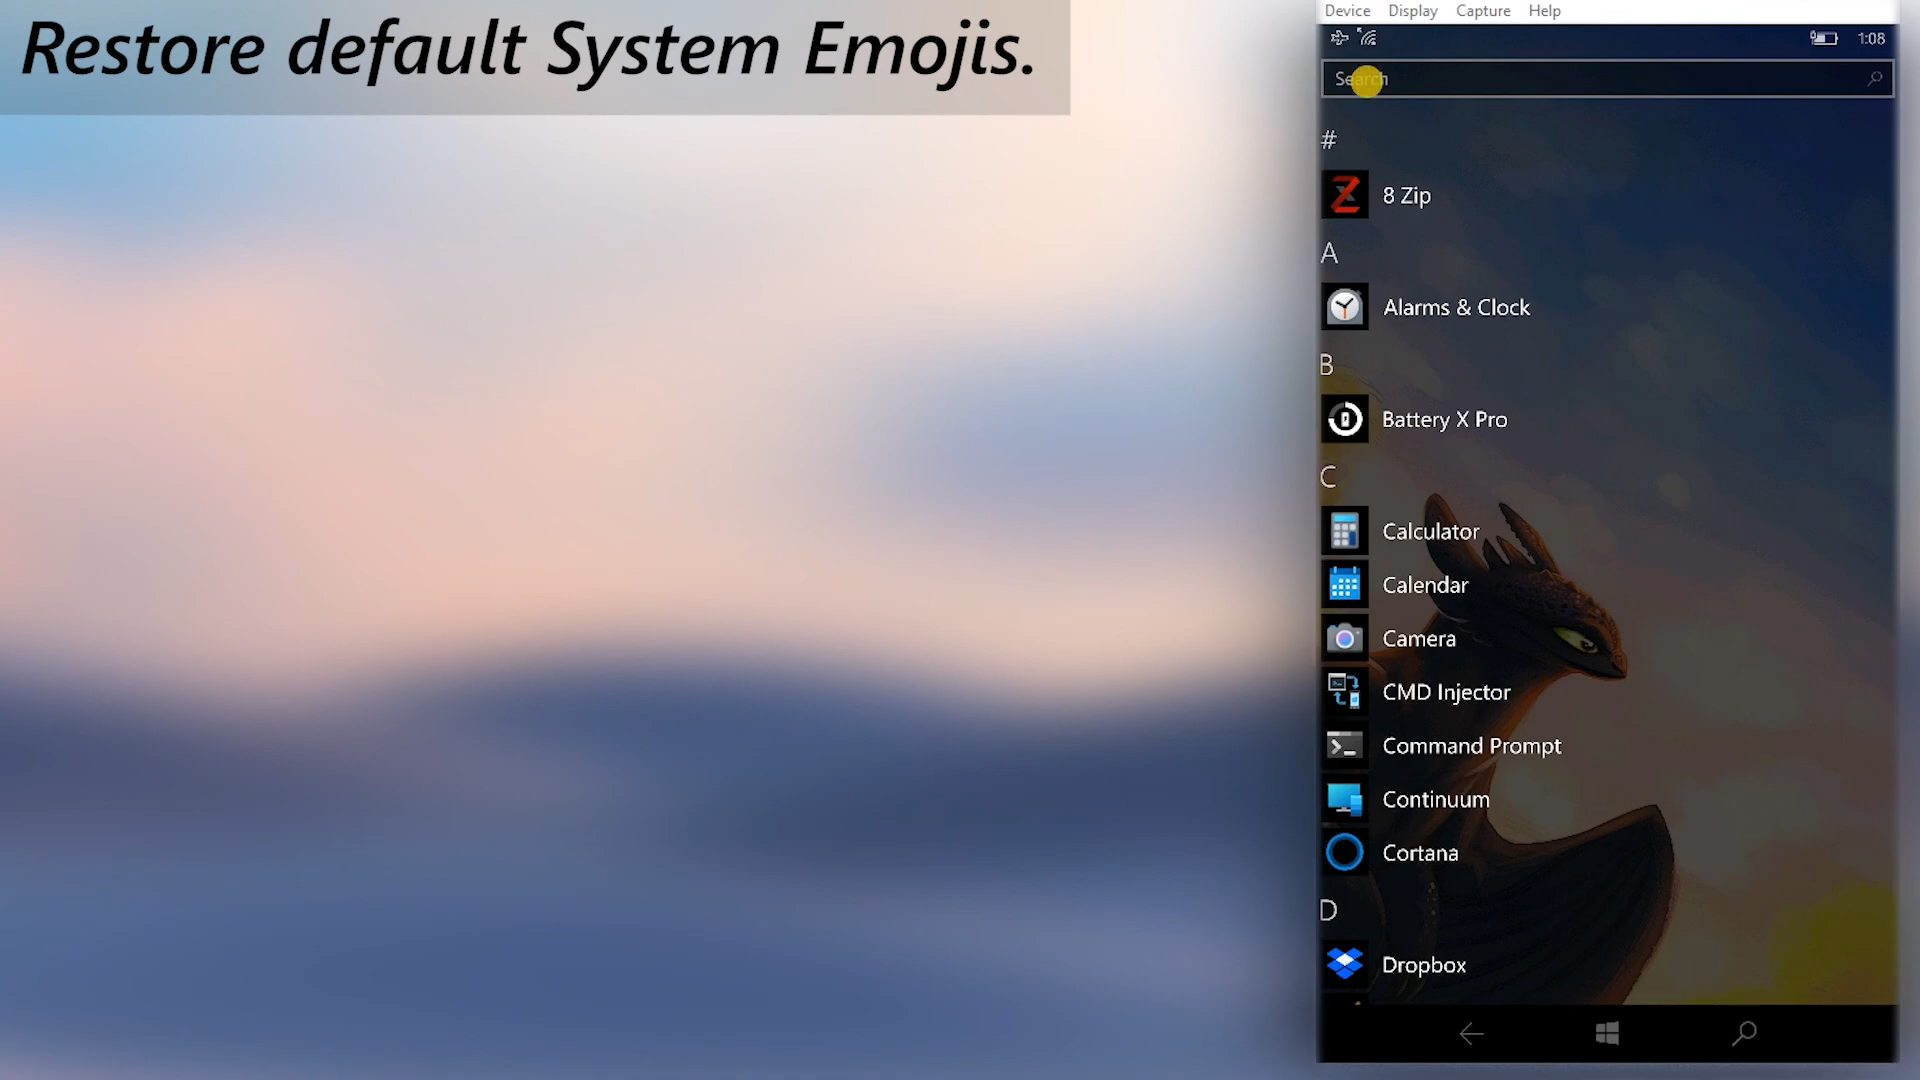 Restore default System Emojis.
Device Display Capture Help
1:08
Search
#
8 Zip
A
Alarms & Clock
B
Battery X Pro
C
Calculator
Calendar
Camera
CMD Injector
Command Prompt
Continuum
Cortana
D
Dropbox